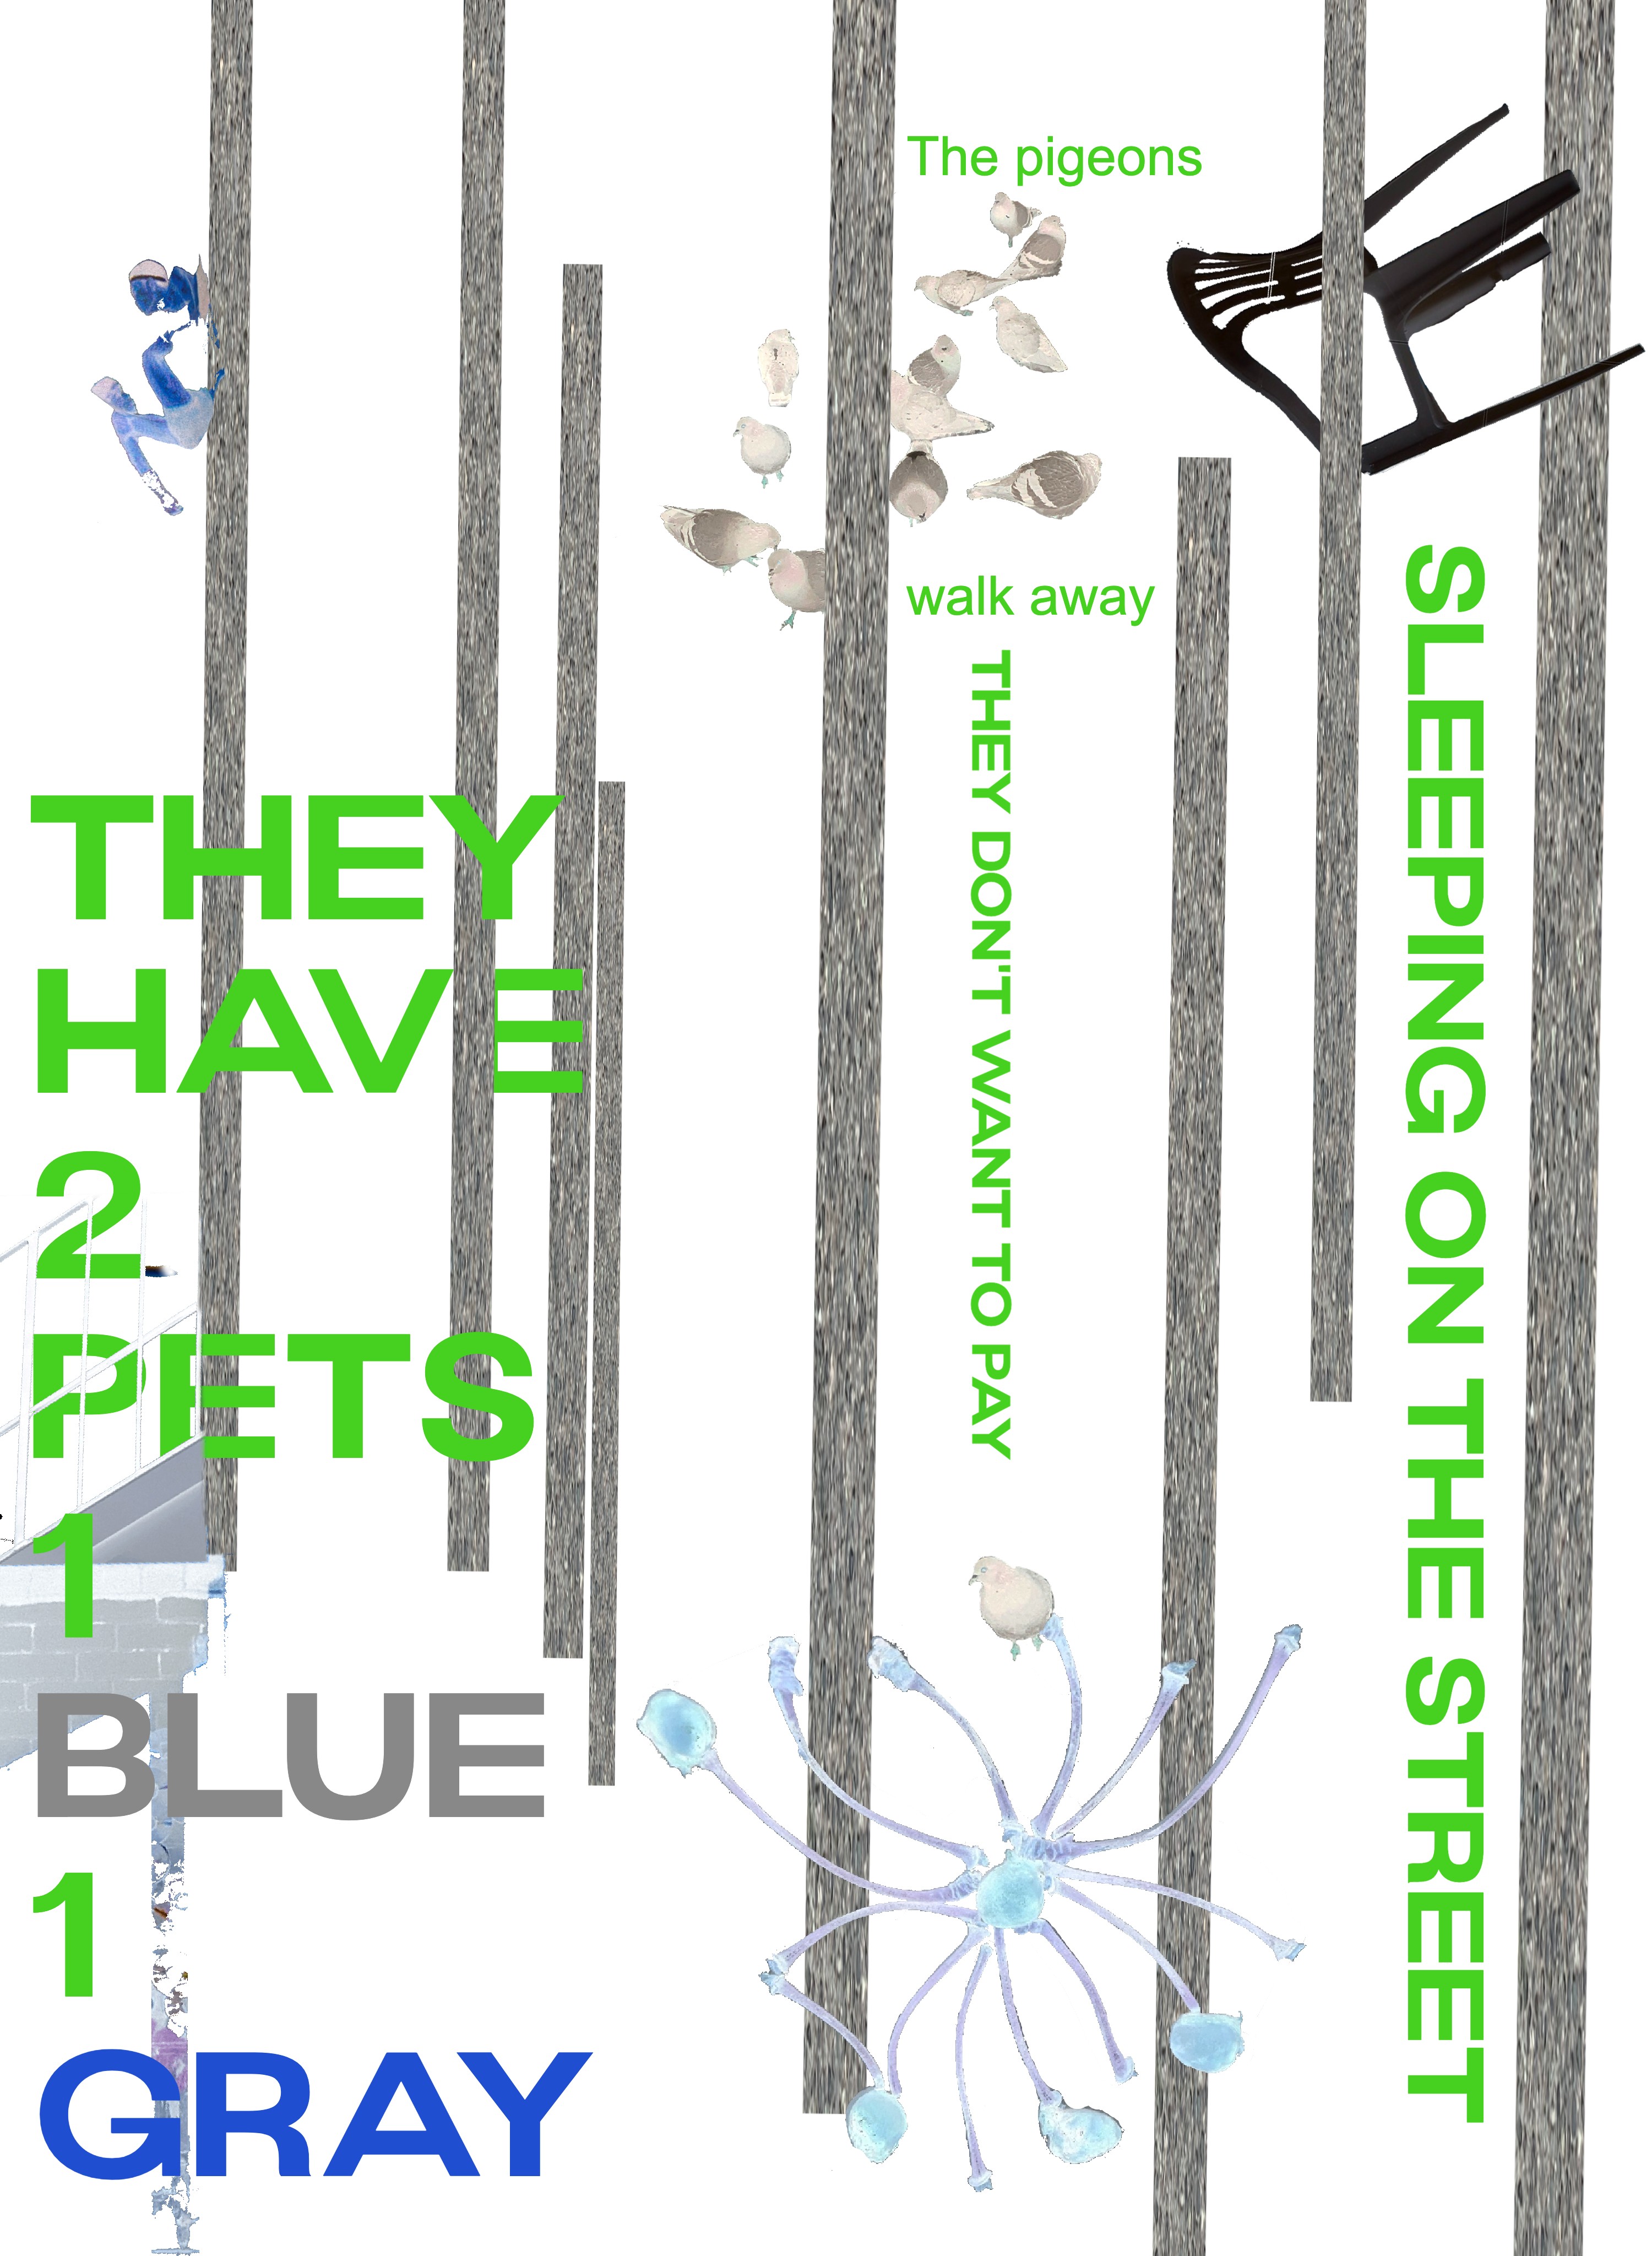 The pigeons
walk away
THEY DON'T WANT TO PAY
SLEEPING ON THE STREET
THEY
HAVE
2
PETS
1
BLUE
1
GRAY